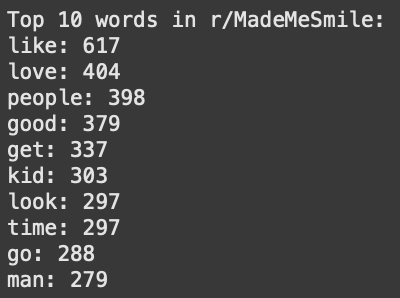 Top 10 words in r/MadeMeSmile:
like: 617
love: 404
people: 398
good: 379
get: 337
kid: 303
look: 297
time: 297
go: 288
man: 279